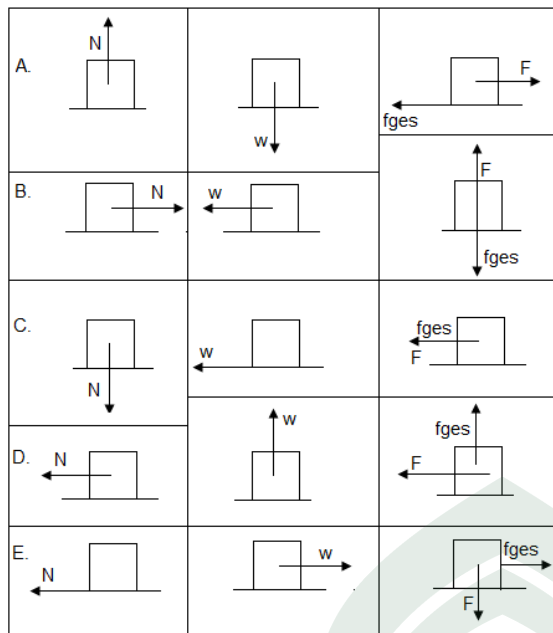 A. N w F fges
B. N w F fges
C. N w fges F
D. N w fges F
E. N w fges F